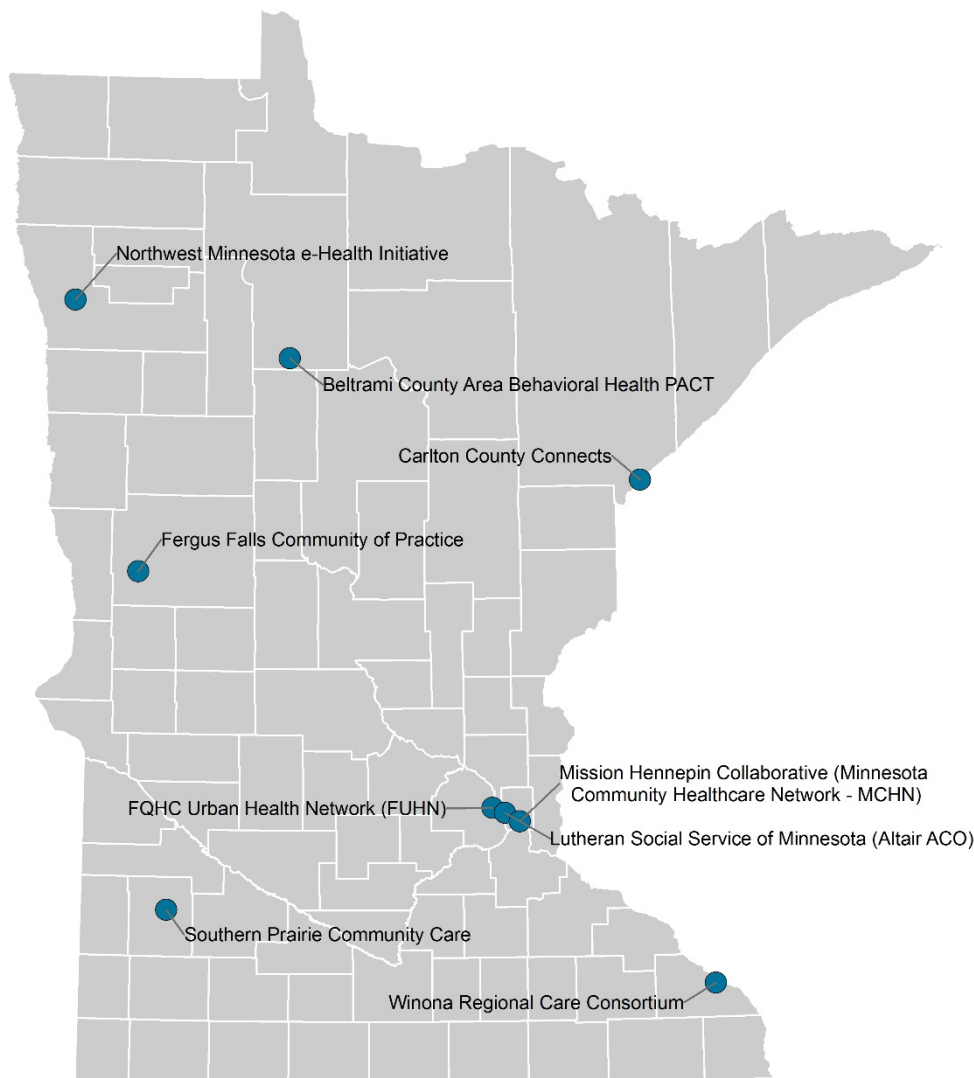 Northwest Minnesota e-Health Initiative
Beltrami County Area Behavioral Health PACT
Carlton County Connects
Fergus Falls Community of Practice
Mission Hennepin Collaborative (Minnesota
Community Healthcare Network - MCHN)
FQHC Urban Health Network (FUHN)
Lutheran Social Service of Minnesota (Altair ACO)
Southern Prairie Community Care
Winona Regional Care Consortium